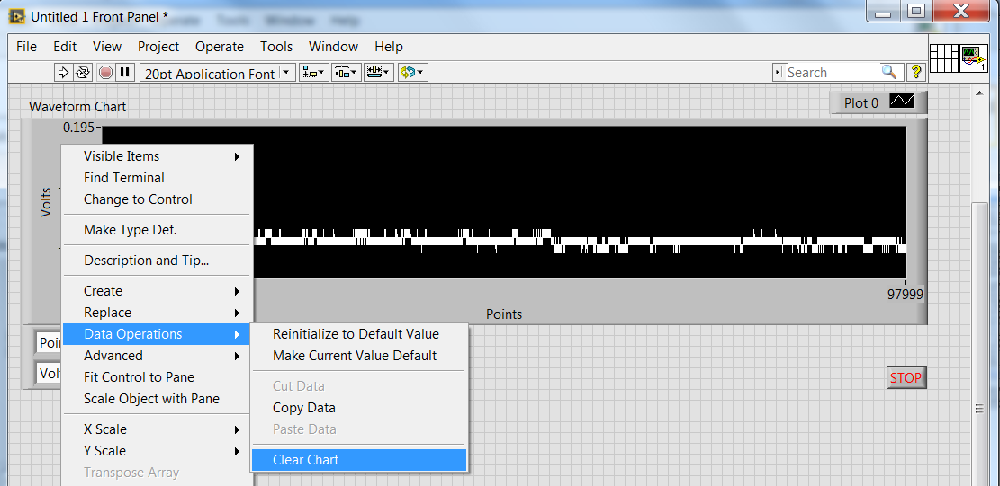 Untitled 1 Front Panel *
File Edit View Project Operate Tools Window Help
20pt Application Font
Search
?
1
Waveform Chart
Plot 0
-0.195
Volts
97999
Points
Visible Items
Find Terminal
Change to Control
Make Type Def.
Description and Tip...
Create
Replace
Data Operations
Advanced
Fit Control to Pane
Scale Object with Pane
X Scale
Y Scale
Transpose Array
Reinitialize to Default Value
Make Current Value Default
Cut Data
Copy Data
Paste Data
Clear Chart
STOP